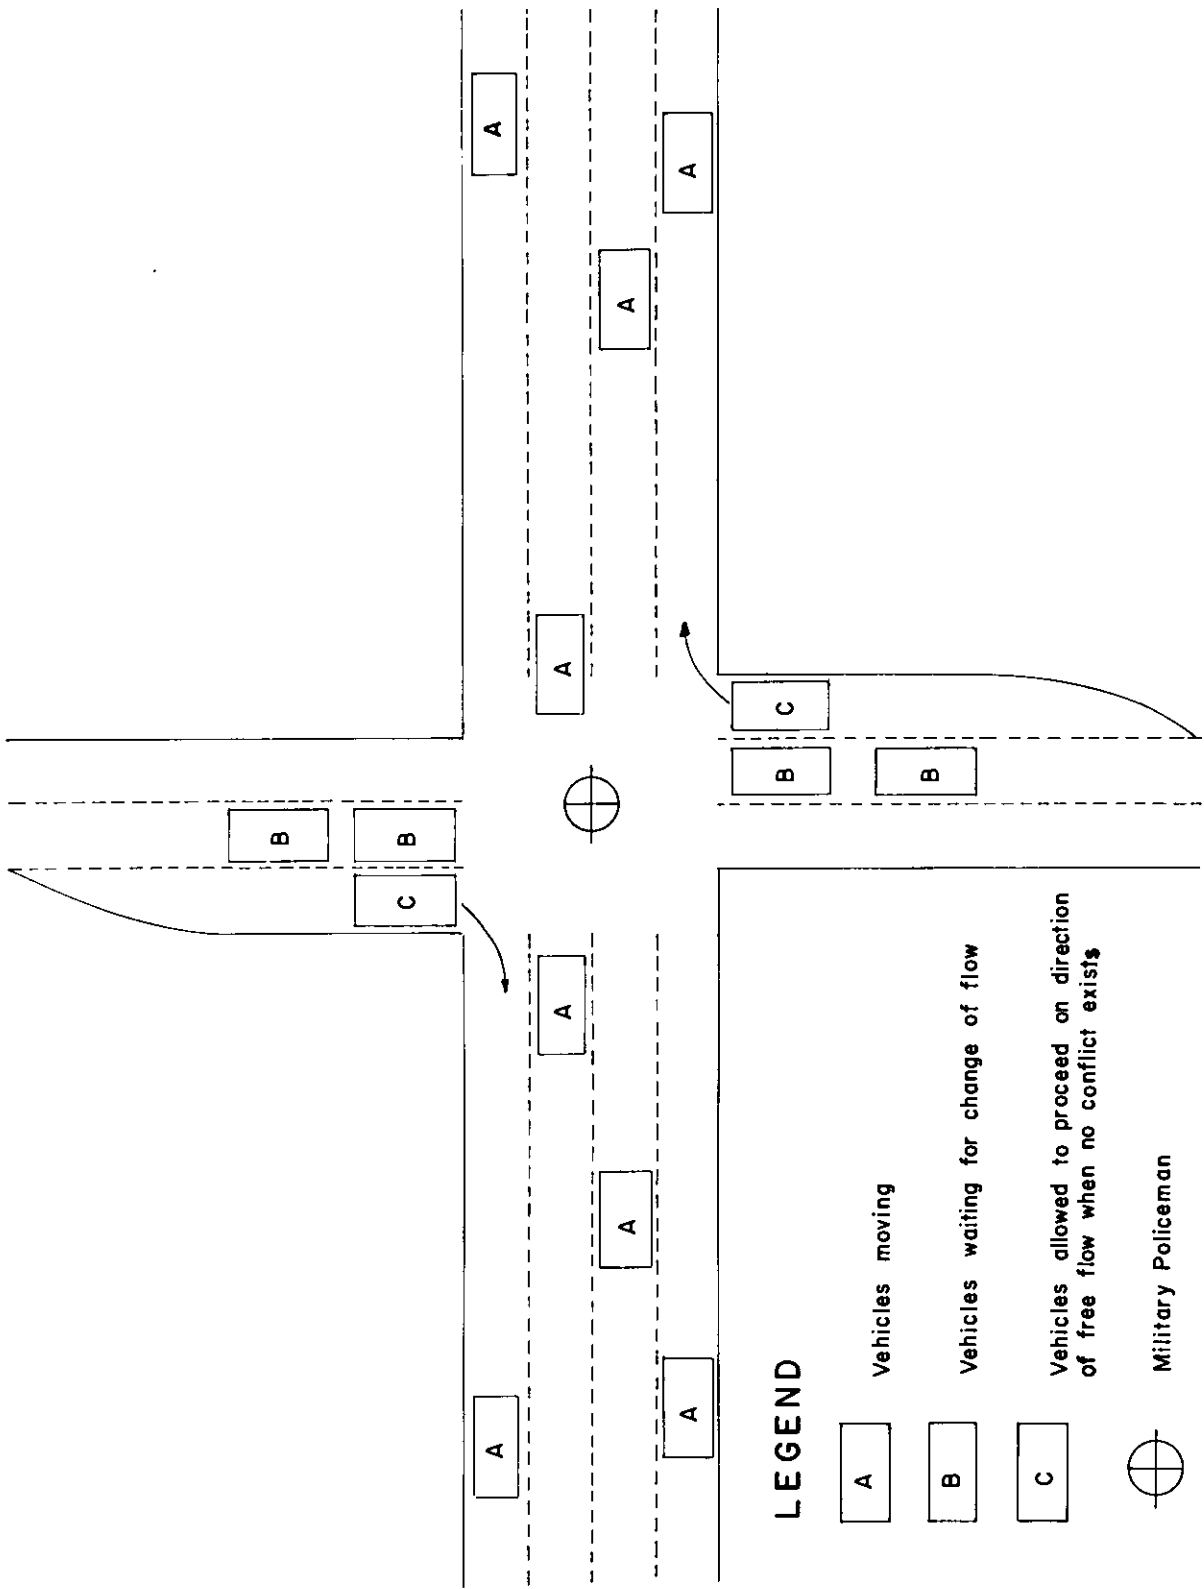 B
C B
A A
A A
A A
A A
B C
B
LEGEND
A Vehicles moving
B Vehicles waiting for change of flow
C Vehicles allowed to proceed on direction
of free flow when no conflict exists
Military Policeman